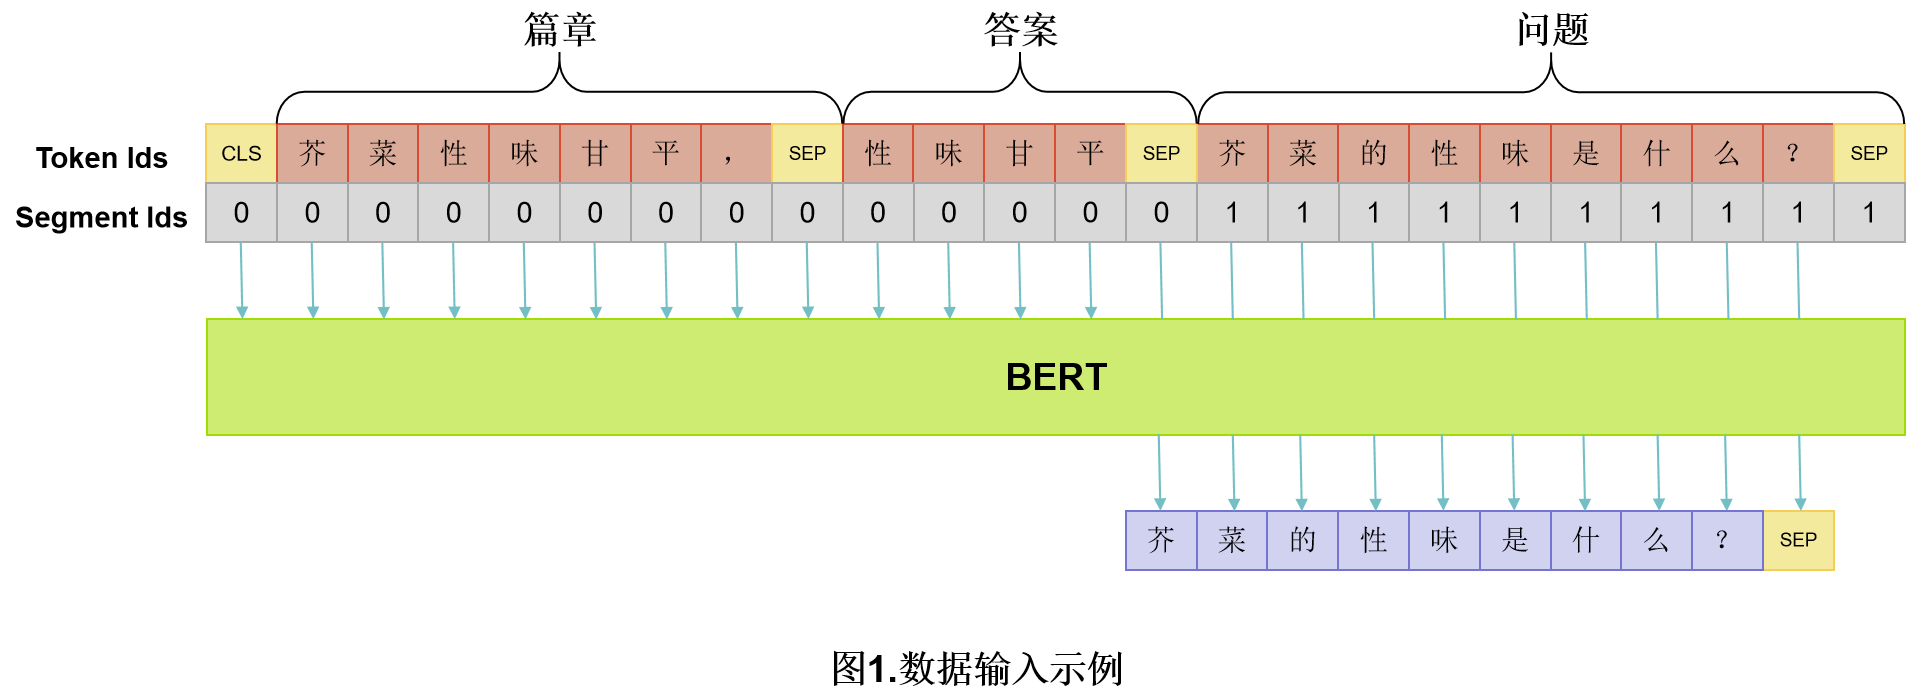 篇章 答案 问题
Token Ids CLS 芥 菜 性 味 甘 平 ， SEP 性 味 甘 平 SEP 芥 菜 的 性 味 是 什 么 ？ SEP
Segment Ids 0 0 0 0 0 0 0 0 0 0 0 0 0 0 1 1 1 1 1 1 1 1 1 1
BERT
芥 菜 的 性 味 是 什 么 ？ SEP
图1.数据输入示例